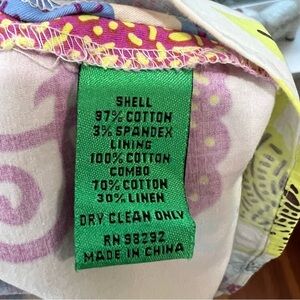 SHELL
97% COTTON
3% SPANDEX
LINING
100% COTTON
COMBO
70% COTTON
30% LINEN
DRY CLEAN ONLY
RN 98292
MADE IN CHINA